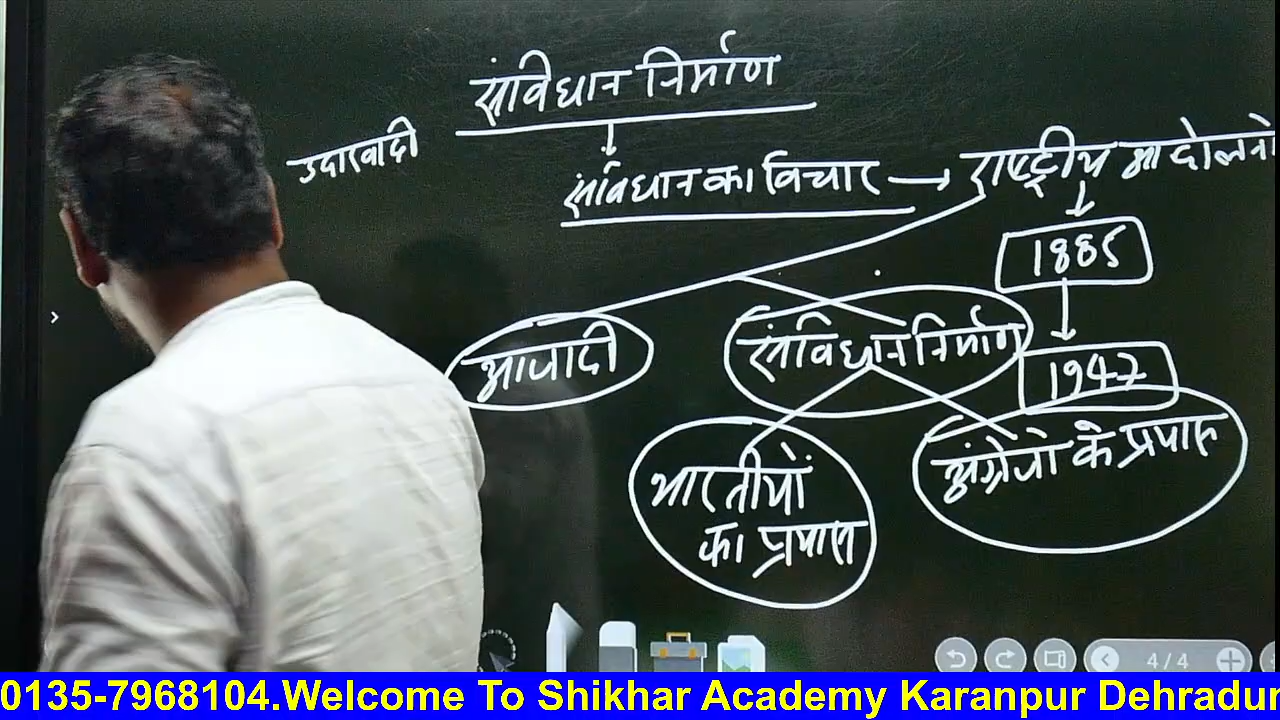 संविधान निर्माण
उदारवादी
संविधान का विचार → राष्ट्रीय आंदोलनो
1885
आजादी
संविधान निर्माण
1947
भारतीयों
का प्रयास
अंग्रेजो के प्रयास
4/4
0135-7968104.Welcome To Shikhar Academy Karanpur Dehradun